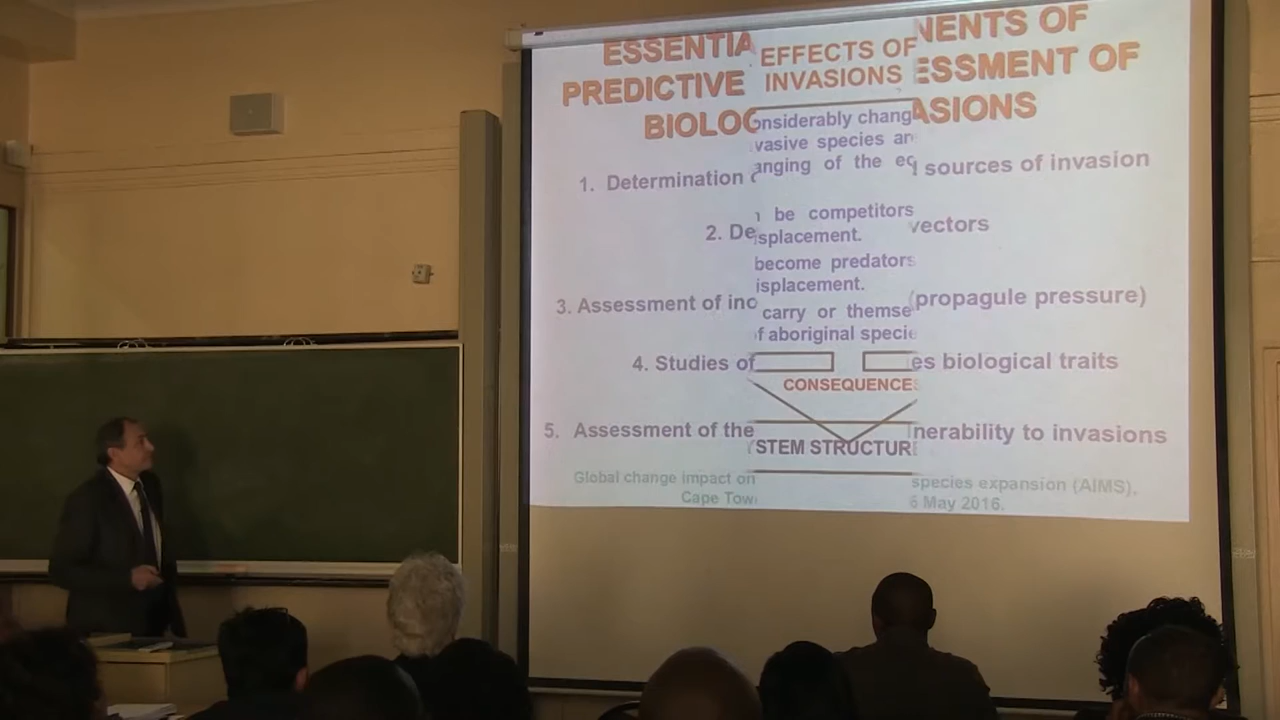 ESSENTIA EFFECTS OF NENTS OF
PREDICTIVE INVASIONS ESSMENT OF
BIOLOG ASIONS
onsiderably chang
vasive species an
anging of the ec
1. Determination sources of invasion
be competitors
2. De splacement. vectors
become predators
isplacement.
3. Assessment of inc (propagule pressure)
carry or themse
f aboriginal specie
4. Studies of es biological traits
CONSEQUENCES
5. Assessment of the nerability to invasions
STEM STRUCTURE
Global change impact on species expansion (AIMS).
Cape Tow 6 May 2016.